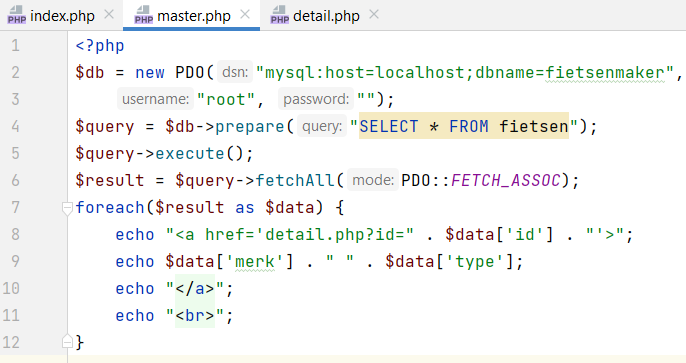 index.php master.php detail.php
1 <?php
2 $db = new PDO( dsn: "mysql:host=localhost;dbname=fietsenmaker",
3 username: "root", password: "");
4 $query = $db->prepare( query: "SELECT * FROM fietsen");
5 $query->execute();
6 $result = $query->fetchAll( mode: PDO::FETCH_ASSOC);
7 foreach($result as $data) {
8 echo "<a href='detail.php?id=" . $data['id'] . "'>";
9 echo $data['merk'] . " " . $data['type'];
10 echo "</a>";
11 echo "<br>";
12 }